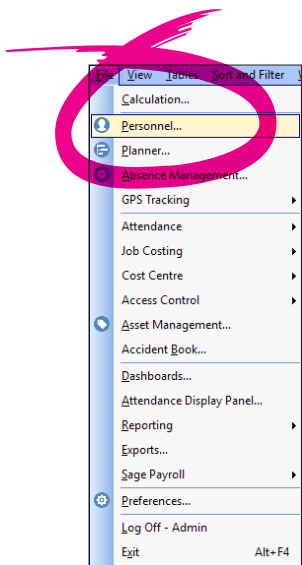 File View Tables Sort and Filter
Calculation...
Personnel...
Planner...
Absence Management...
GPS Tracking
Attendance
Job Costing
Cost Centre
Access Control
Asset Management...
Accident Book...
Dashboards...
Attendance Display Panel...
Reporting
Exports...
Sage Payroll
Preferences...
Log Off - Admin
Exit Alt+F4